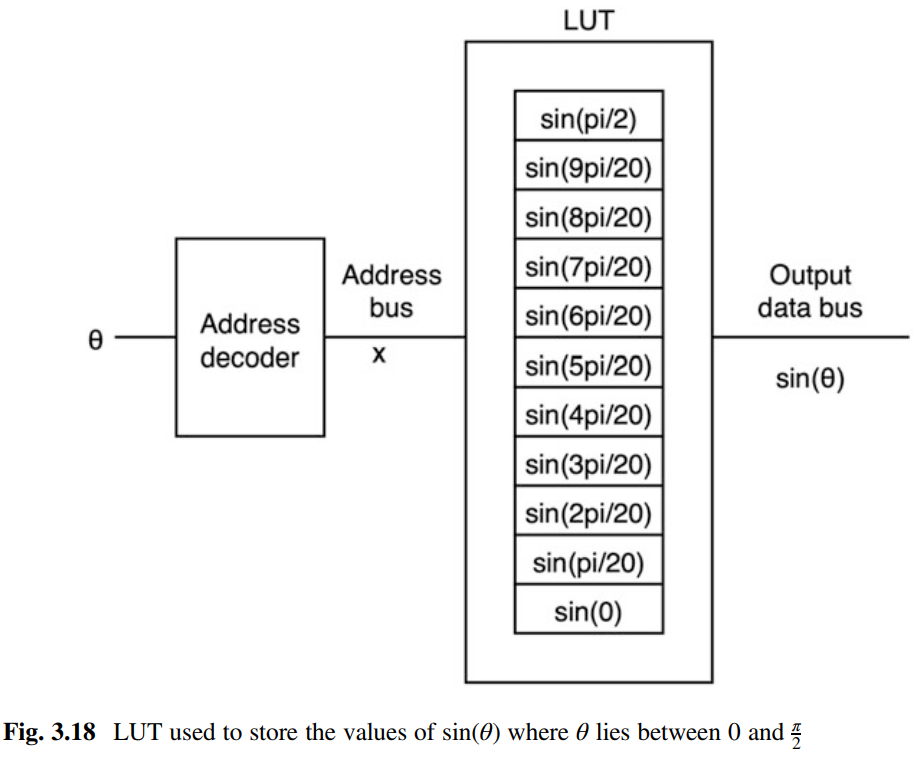 LUT
sin(pi/2)
sin(9pi/20)
sin(8pi/20)
sin(7pi/20)
sin(6pi/20)
sin(5pi/20)
sin(4pi/20)
sin(3pi/20)
sin(2pi/20)
sin(pi/20)
sin(0)
θ
Address
decoder
Address
bus
x
Output
data bus
sin(θ)
Fig. 3.18 LUT used to store the values of sin(θ) where θ lies between 0 and π/2